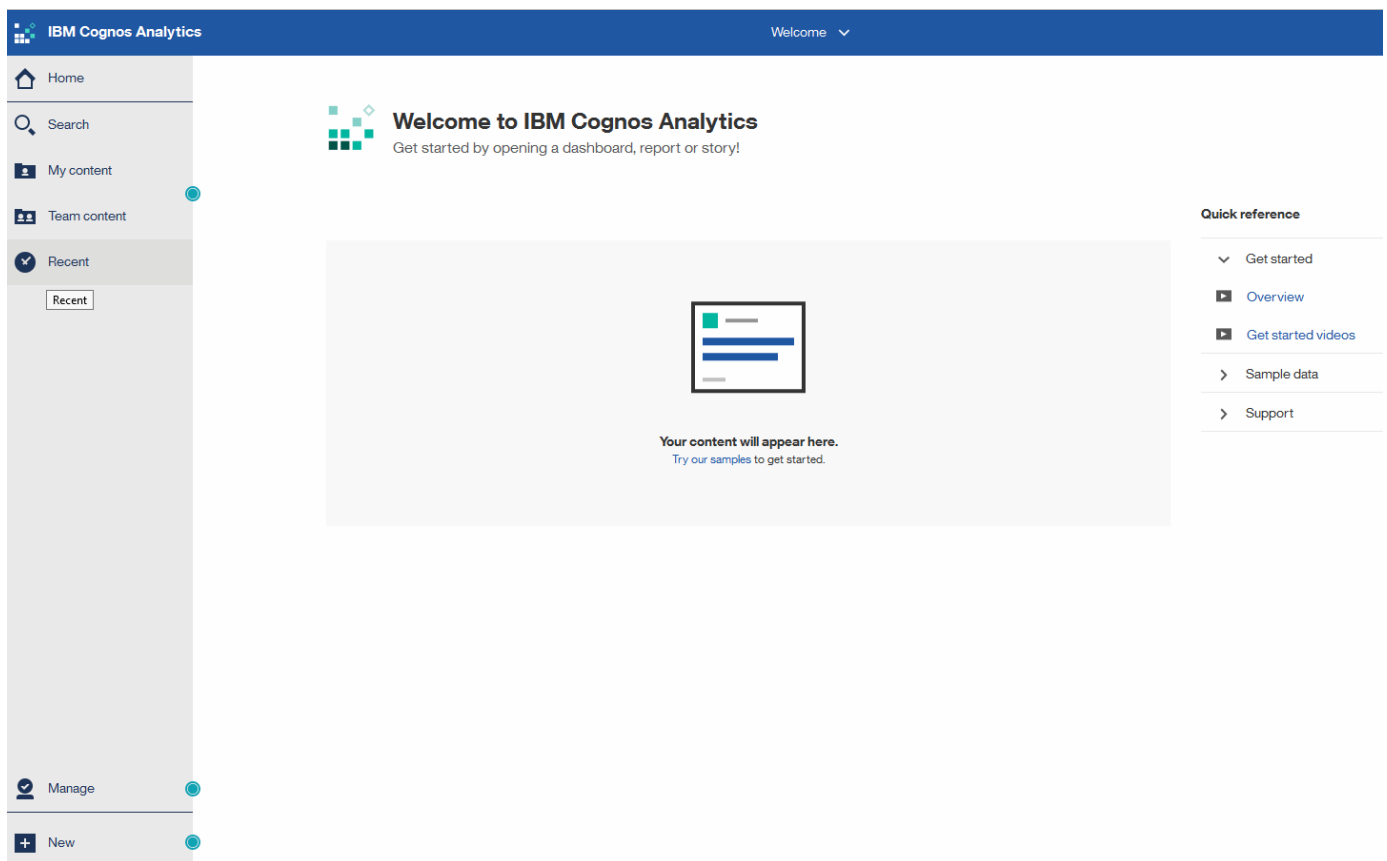 IBM Cognos Analytics
Welcome
Home
Search
My content
Team content
Recent
Recent
Manage
New
Welcome to IBM Cognos Analytics
Get started by opening a dashboard, report or story!
Your content will appear here.
Try our samples to get started.
Quick reference
Get started
Overview
Get started videos
Sample data
Support